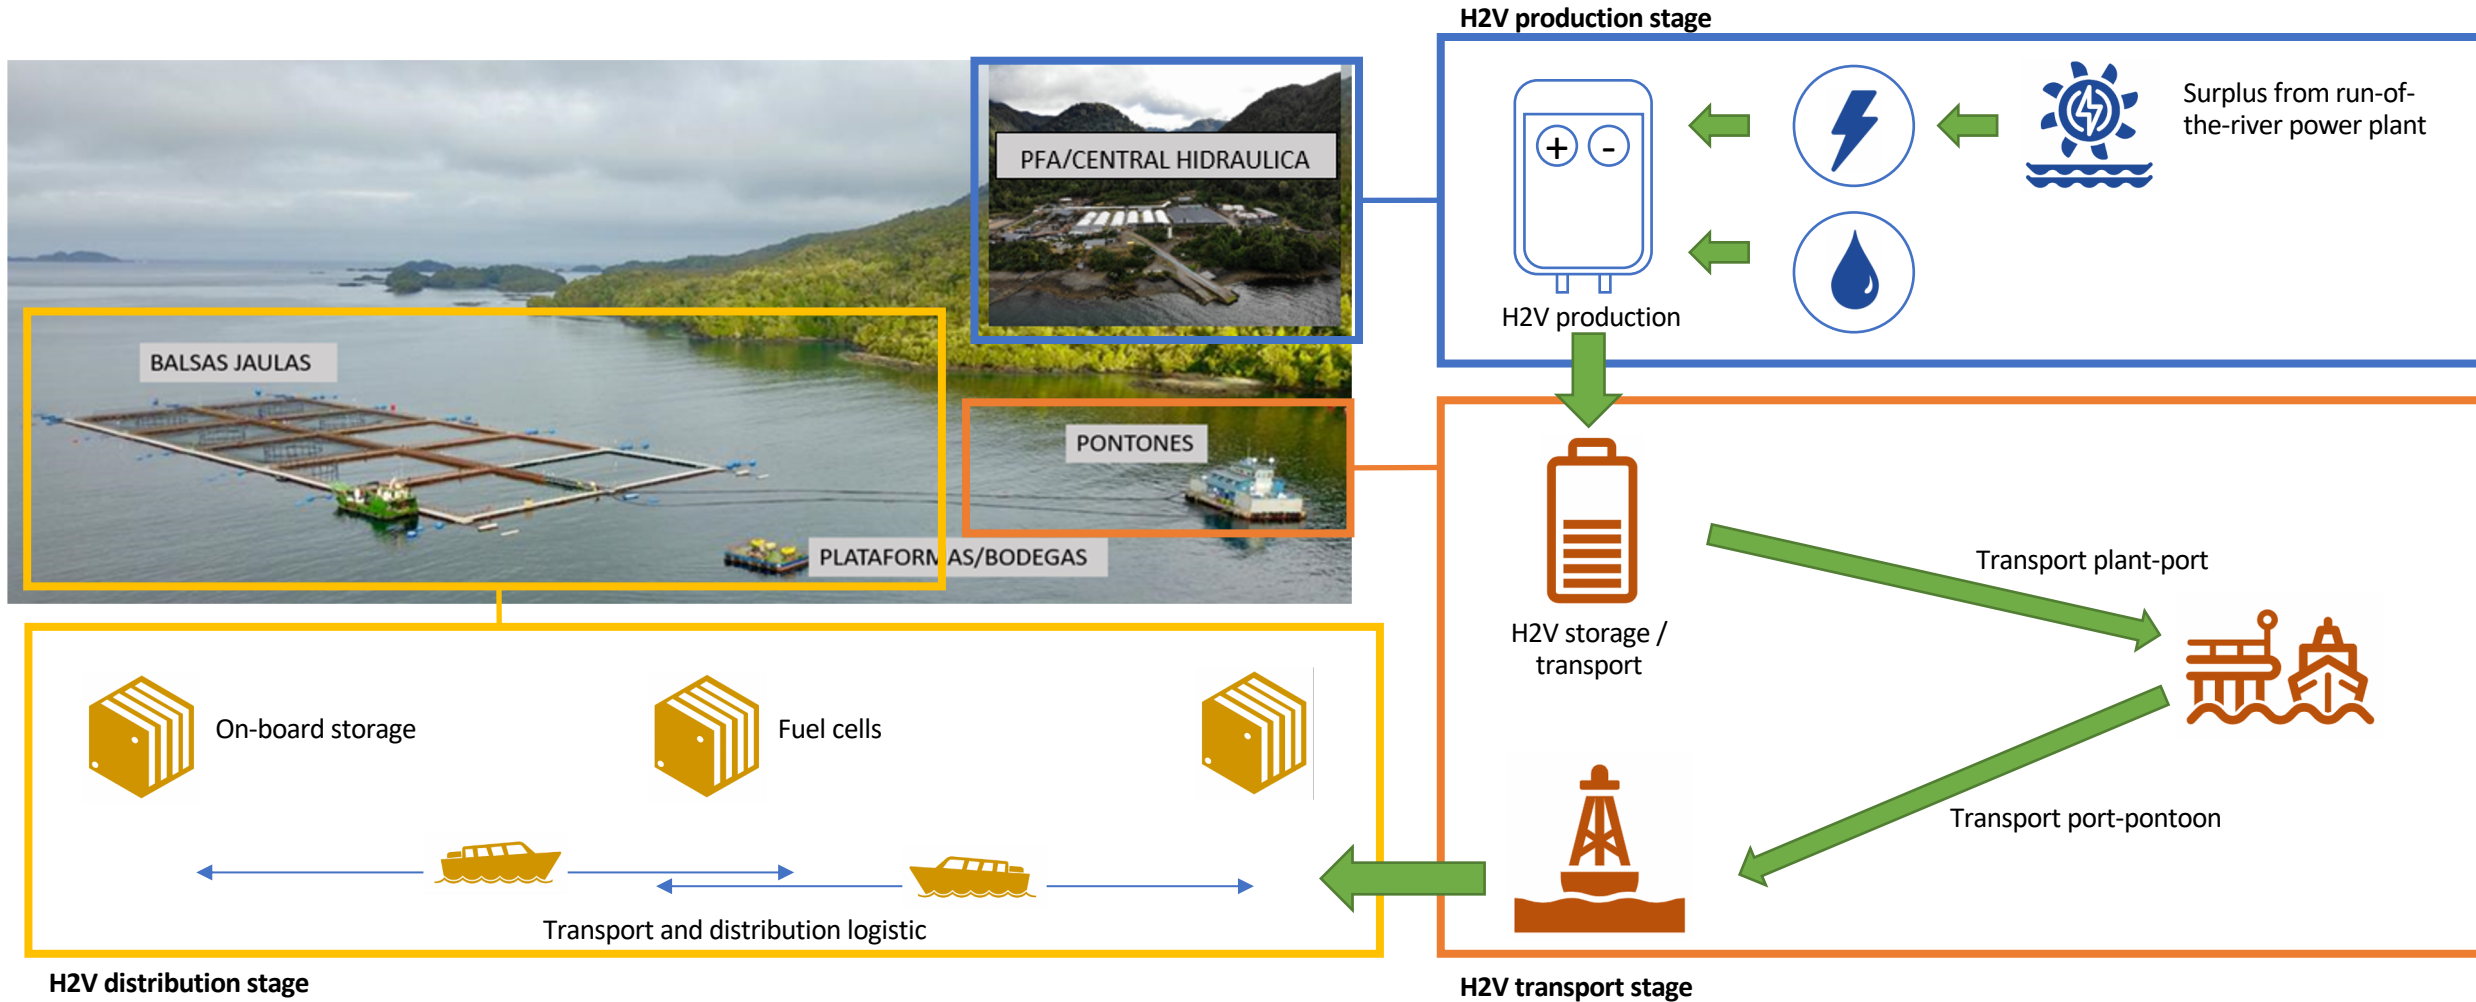 H2V production stage
PFA/CENTRAL HIDRAULICA
BALSAS JAULAS
PONTONES
PLATAFORMAS/BODEGAS
+ -
Surplus from run-of-
the-river power plant
H2V production
H2V storage /
transport
Transport plant-port
Transport port-pontoon
On-board storage
Fuel cells
Transport and distribution logistic
H2V distribution stage
H2V transport stage